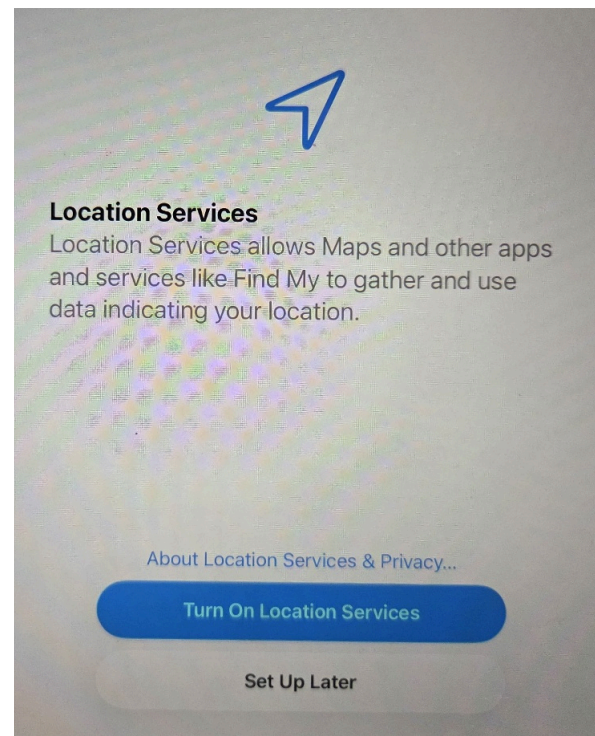 Location Services
Location Services allows Maps and other apps
and services like Find My to gather and use
data indicating your location.
About Location Services & Privacy...
Turn On Location Services
Set Up Later